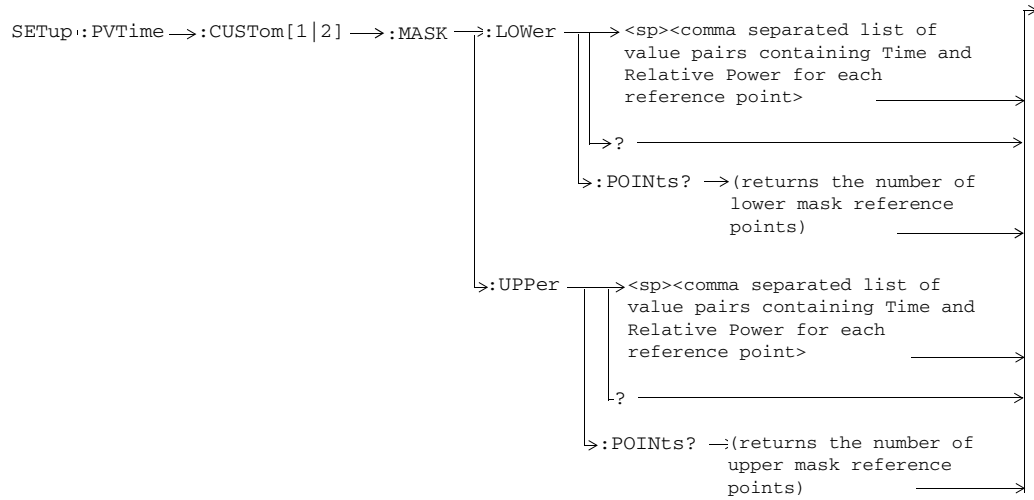 SETup:PVTime :CUSTom[1|2] :MASK :LOWer <sp><comma separated list of
value pairs containing Time and
Relative Power for each
reference point>
?
:POINts? (returns the number of
lower mask reference
points)
:UPPer <sp><comma separated list of
value pairs containing Time and
Relative Power for each
reference point>
?
:POINts? (returns the number of
upper mask reference
points)